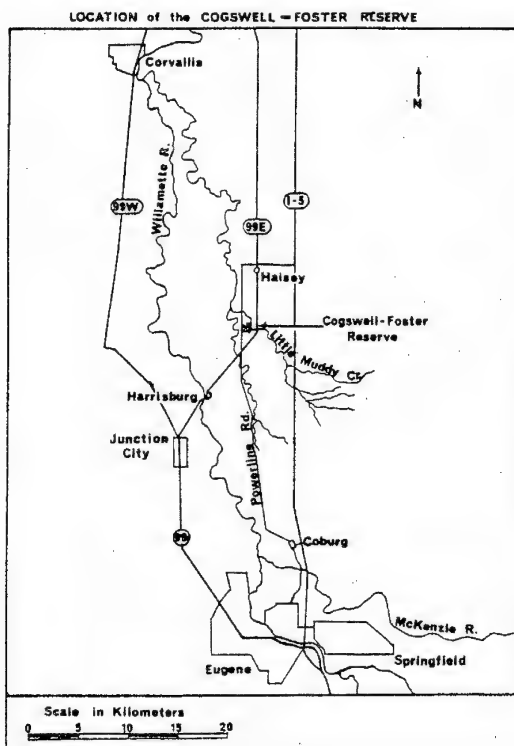 LOCATION of the COGSWELL-FOSTER RESERVE
Corvallis
N
Willamette R.
99W
99E
I-5
Halsey
Cogswell-Foster
Reserve
Little Muddy Cr.
Harrisburg
Junction
City
Powerline Rd.
99
Coburg
McKenzie R.
Eugene
Springfield
Scale in Kilometers
0 5 10 15 20